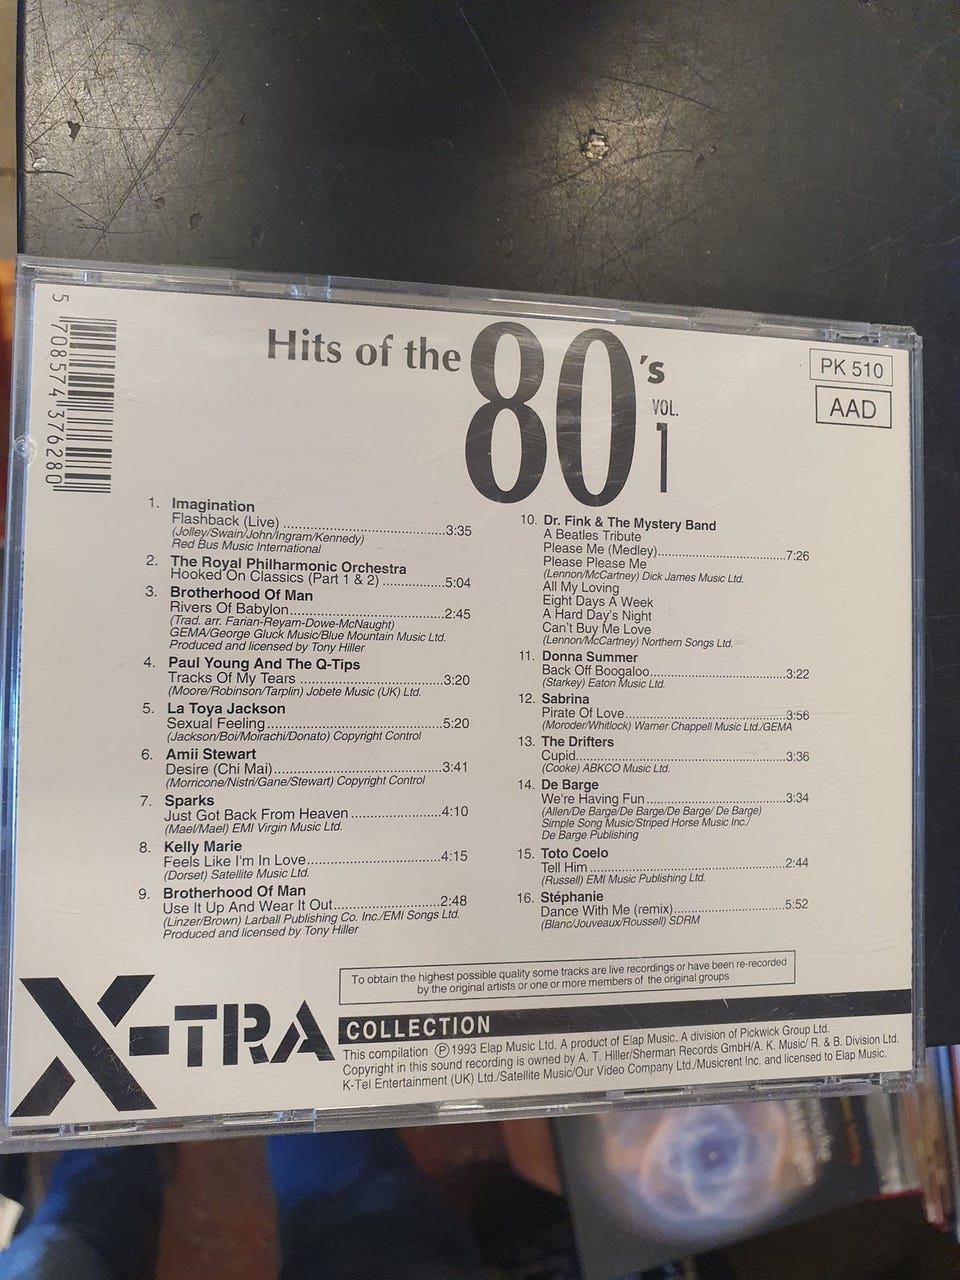 5 708574 376280
Hits of the 80's
VOL. 1
PK 510
AAD
1. Imagination
Flashback (Live) ........................3:35
(Jolley/Swain/John/Ingram/Kennedy)
Red Bus Music International
2. The Royal Philharmonic Orchestra
Hooked On Classics (Part 1 & 2) ..........5:04
3. Brotherhood Of Man
Rivers Of Babylon........................2:45
(Trad. arr. Farian-Reyam-Dowe-McNaught)
GEMA/George Gluck Music/Blue Mountain Music Ltd.
Produced and licensed by Tony Hiller
4. Paul Young And The Q-Tips
Tracks Of My Tears ........................3:20
(Moore/Robinson/Tarplin) Jobete Music (UK) Ltd.
5. La Toya Jackson
Sexual Feeling........................5:20
(Jackson/Boi/Moirachi/Donato) Copyright Control
6. Amii Stewart
Desire (Chi Mai)........................3:41
(Morricone/Nistri/Gane/Stewart) Copyright Control
7. Sparks
Just Got Back From Heaven ................4:10
(Mael/Mael) EMI Virgin Music Ltd.
8. Kelly Marie
Feels Like I'm In Love........................4:15
(Dorset) Satellite Music Ltd.
9. Brotherhood Of Man
Use It Up And Wear It Out...................2:48
(Linzer/Brown) Larball Publishing Co. Inc./EMI Songs Ltd.
Produced and licensed by Tony Hiller
10. Dr. Fink & The Mystery Band
A Beatles Tribute
Please Me (Medley)........................7:26
Please Please Me
(Lennon/McCartney) Dick James Music Ltd.
All My Loving
Eight Days A Week
A Hard Day's Night
Can't Buy Me Love
(Lennon/McCartney) Northern Songs Ltd.
11. Donna Summer
Back Off Boogaloo........................3:22
(Starkey) Eaton Music Ltd.
12. Sabrina
Pirate Of Love........................3:56
(Moroder/Whitlock) Warner Chappell Music Ltd./GEMA
13. The Drifters
Cupid........................3:36
(Cooke) ABKCO Music Ltd.
14. De Barge
We're Having Fun........................3:34
(Allen/De Barge/De Barge/De Barge/ De Barge)
Simple Song Music/Striped Horse Music Inc./
De Barge Publishing
15. Toto Coelo
Tell Him........................2:44
(Russell) EMI Music Publishing Ltd.
16. Stéphanie
Dance With Me (remix)........................5:52
(Blanc/Jouveaux/Roussell) SDRM
To obtain the highest possible quality some tracks are live recordings or have been re-recorded
by the original artists or one or more members of the original groups
X-TRA
COLLECTION
This compilation Ⓟ1993 Elap Music Ltd. A product of Elap Music. A division of Pickwick Group Ltd.
Copyright in this sound recording is owned by A. T. Hiller/Sherman Records GmbH/A. K. Music/ R. & B. Division Ltd.
K-Tel Entertainment (UK) Ltd./Satellite Music/Our Video Company Ltd./Musicrent Inc. and licensed to Elap Music.